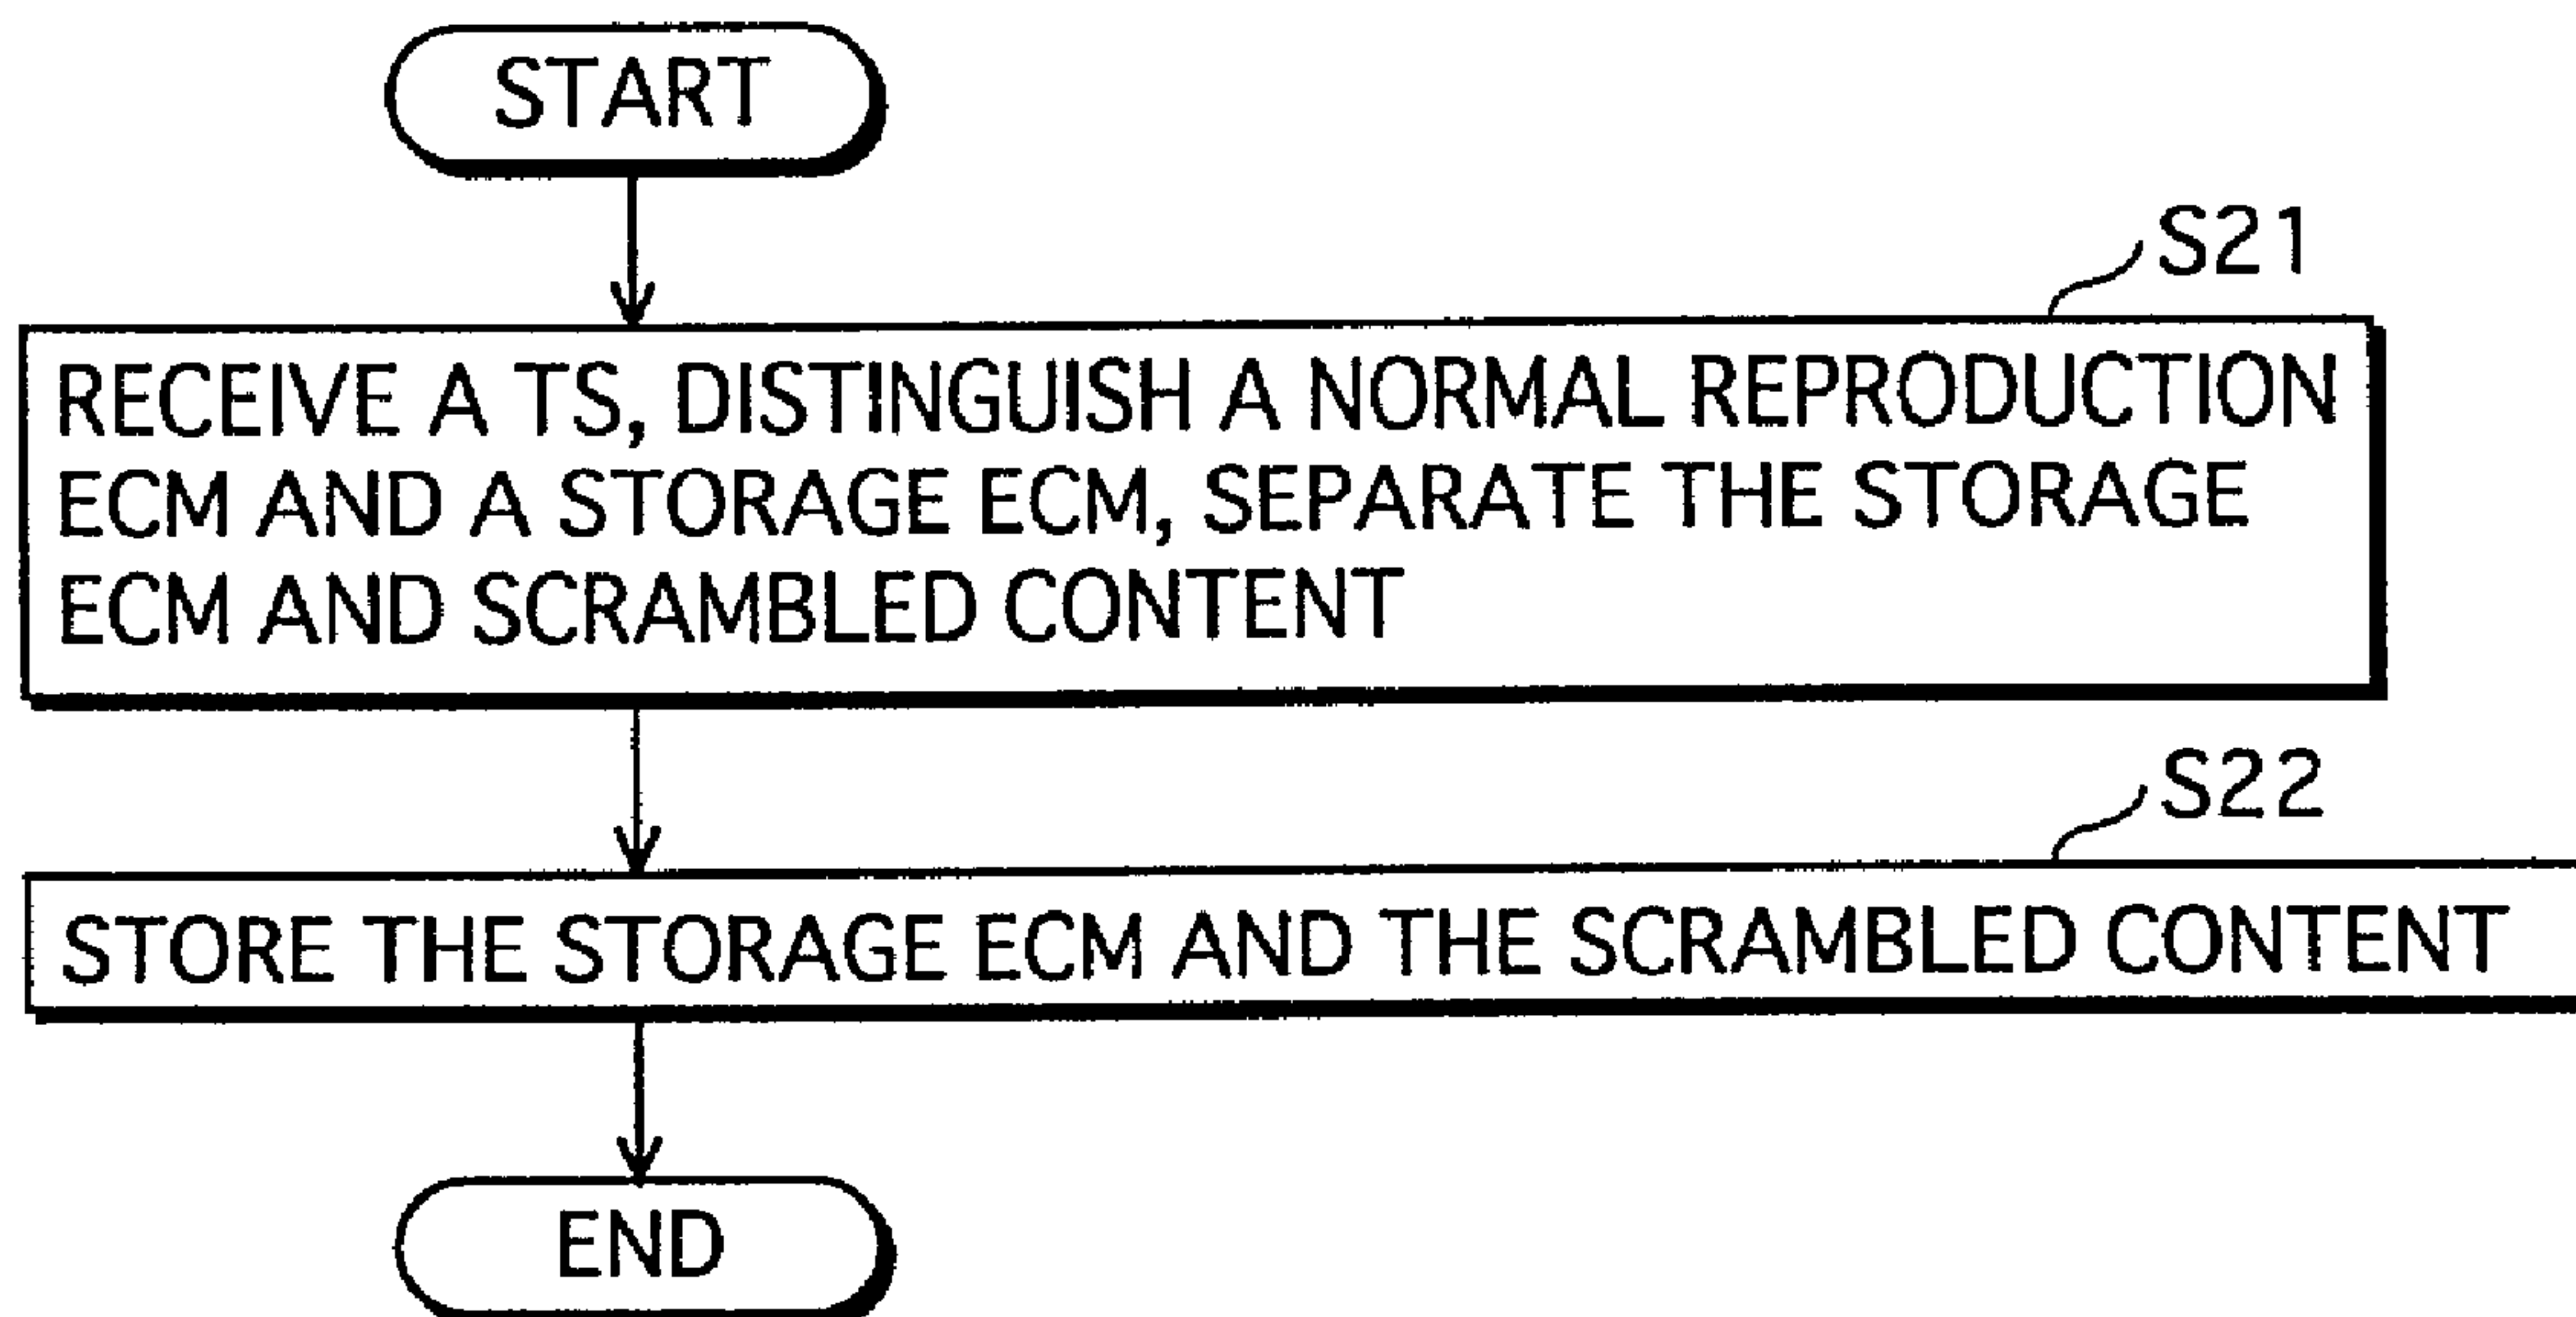 START
S21
RECEIVE A TS, DISTINGUISH A NORMAL REPRODUCTION
ECM AND A STORAGE ECM, SEPARATE THE STORAGE
ECM AND SCRAMBLED CONTENT
S22
STORE THE STORAGE ECM AND THE SCRAMBLED CONTENT
END